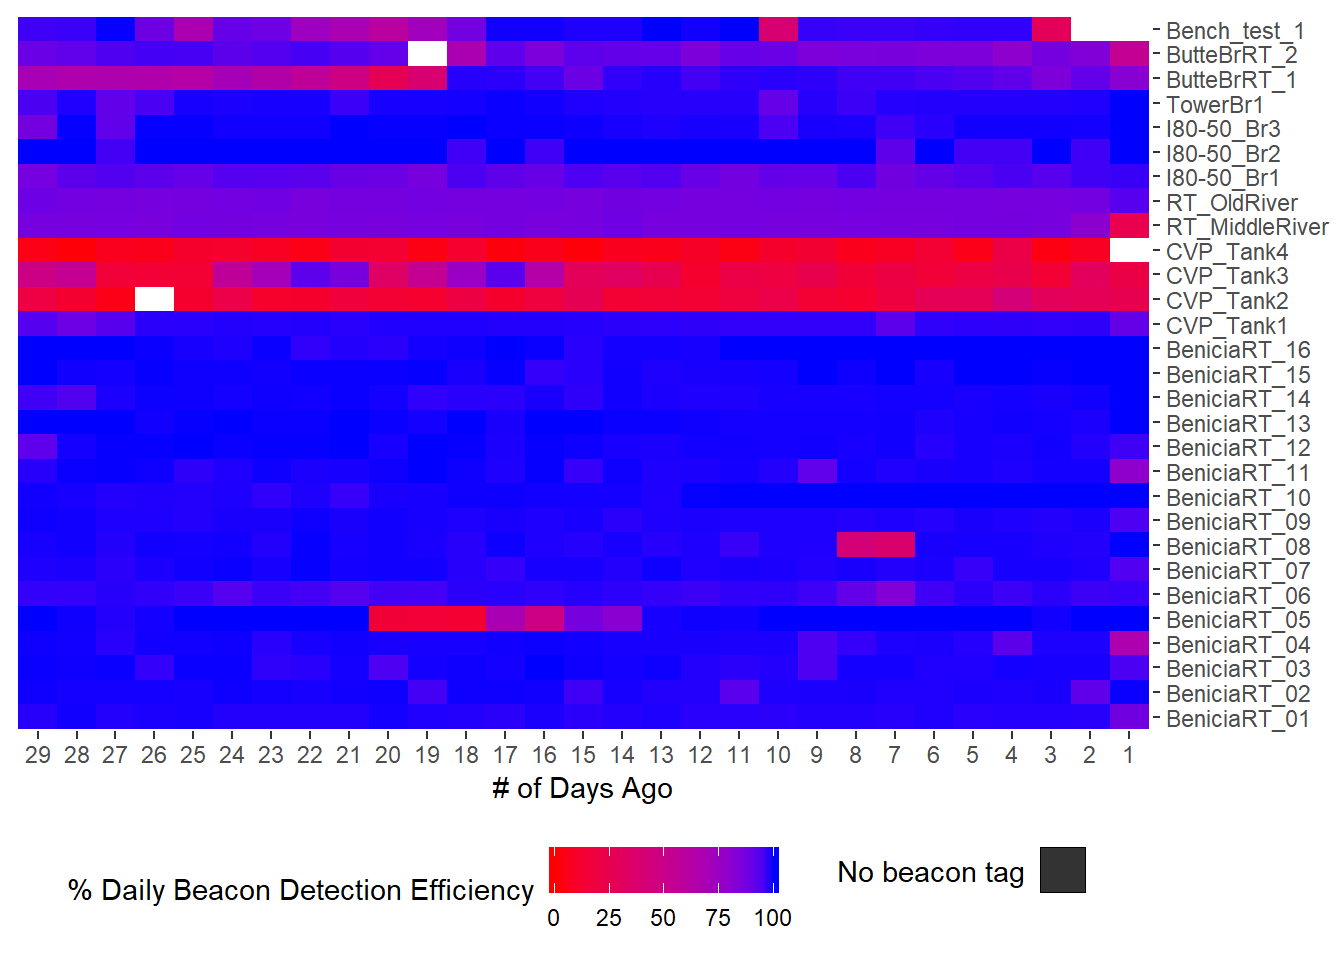 Bench_test_1
ButteBrRT_2
ButteBrRT_1
TowerBr1
I80-50_Br3
I80-50_Br2
I80-50_Br1
RT_OldRiver
RT_MiddleRiver
CVP_Tank4
CVP_Tank3
CVP_Tank2
CVP_Tank1
BeniciaRT_16
BeniciaRT_15
BeniciaRT_14
BeniciaRT_13
BeniciaRT_12
BeniciaRT_11
BeniciaRT_10
BeniciaRT_09
BeniciaRT_08
BeniciaRT_07
BeniciaRT_06
BeniciaRT_05
BeniciaRT_04
BeniciaRT_03
BeniciaRT_02
BeniciaRT_01
29 28 27 26 25 24 23 22 21 20 19 18 17 16 15 14 13 12 11 10 9 8 7 6 5 4 3 2 1
# of Days Ago
% Daily Beacon Detection Efficiency
0 25 50 75 100
No beacon tag